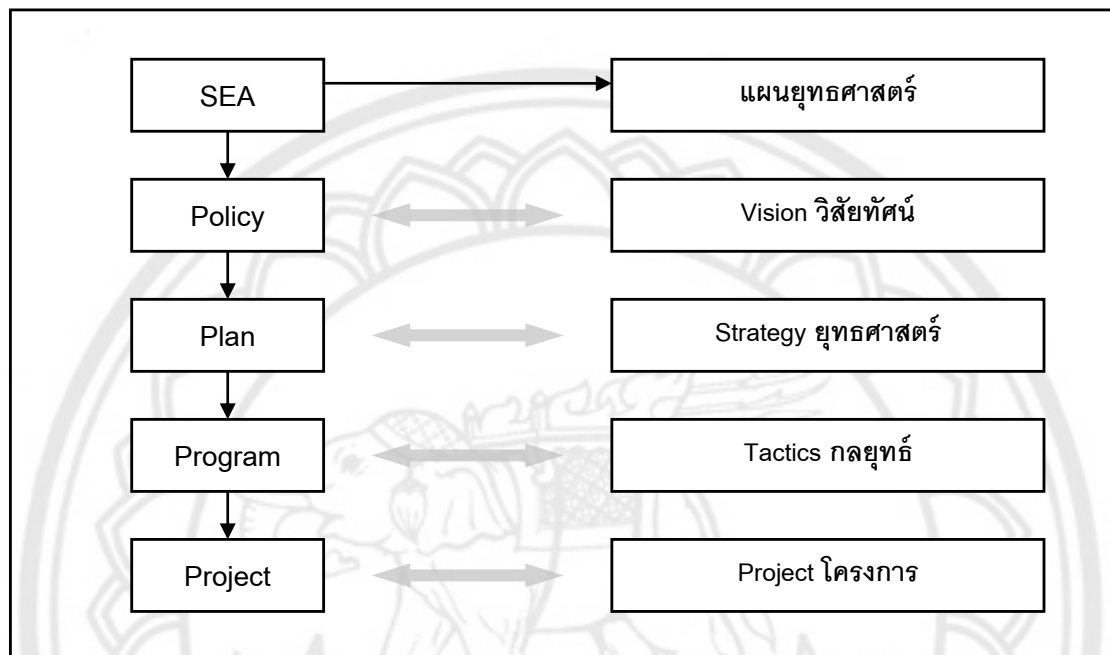 SEA
แผนยุทธศาสตร์
Policy
Vision วิสัยทัศน์
Plan
Strategy ยุทธศาสตร์
Program
Tactics กลยุทธ์
Project
Project โครงการ